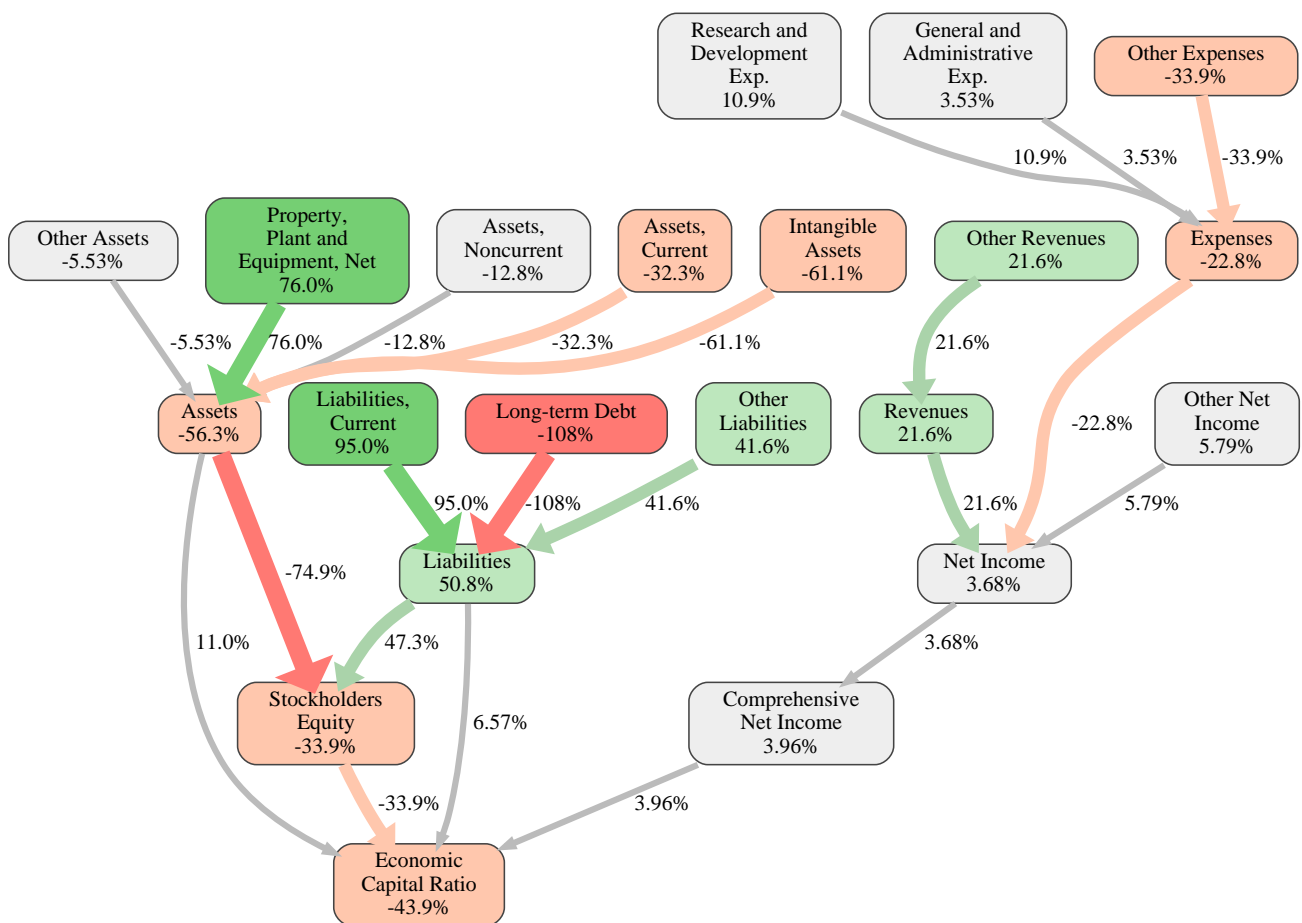 Research and
Development
Exp.
10.9%
General and
Administrative
Exp.
3.53%
Other Expenses
-33.9%
10.9%
3.53%
-33.9%
Other Assets
-5.53%
Property,
Plant and
Equipment, Net
76.0%
Assets,
Noncurrent
-12.8%
Assets,
Current
-32.3%
Intangible
Assets
-61.1%
Other Revenues
21.6%
Expenses
-22.8%
-5.53%
76.0%
-12.8%
-32.3%
-61.1%
21.6%
Assets
-56.3%
Liabilities,
Current
95.0%
Long-term Debt
-108%
Other
Liabilities
41.6%
Revenues
21.6%
-22.8%
Other Net
Income
5.79%
95.0%
-108%
41.6%
21.6%
5.79%
-74.9%
Liabilities
50.8%
Net Income
3.68%
11.0%
47.3%
3.68%
Stockholders
Equity
-33.9%
6.57%
Comprehensive
Net Income
3.96%
-33.9%
3.96%
Economic
Capital Ratio
-43.9%